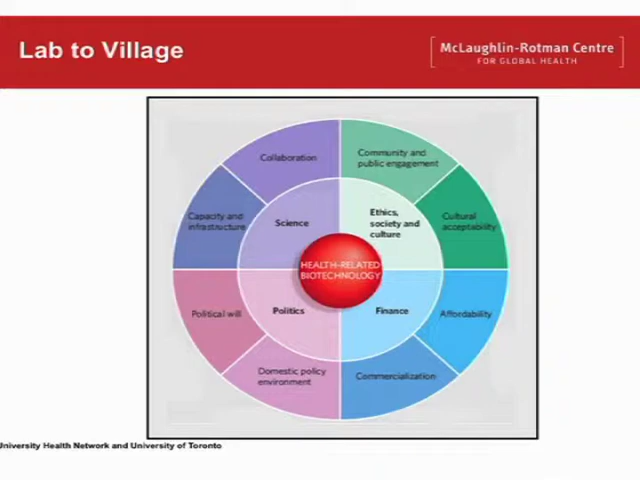 Lab to Village
McLaughlin-Rotman Centre
FOR GLOBAL HEALTH
Collaboration
Community and
public engagement
Capacity and
infrastructure
Science
Ethics,
society and
culture
Cultural
acceptability
HEALTH-RELATED
BIOTECHNOLOGY
Political will
Politics
Finance
Affordability
Domestic policy
environment
Commercialization
University Health Network and University of Toronto